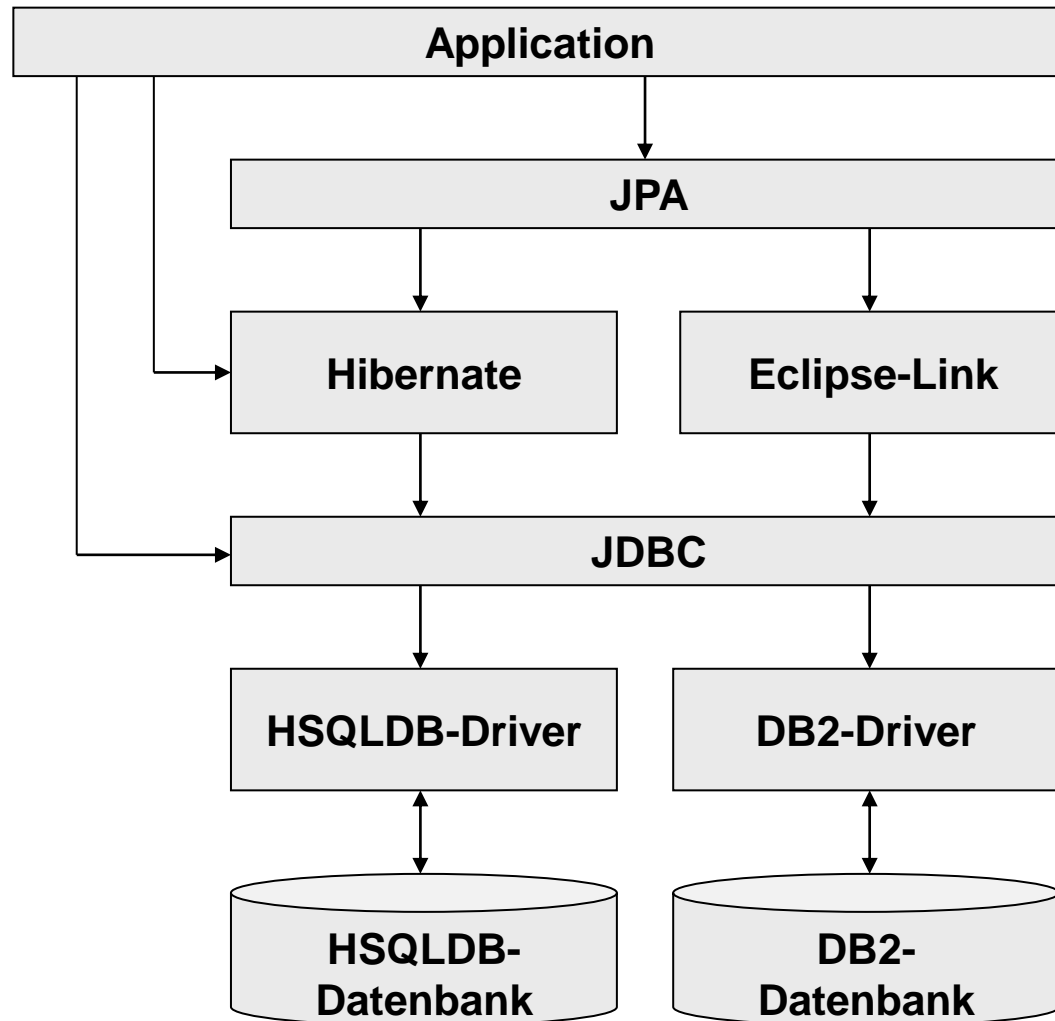 Application
JPA
Hibernate
Eclipse-Link
JDBC
HSQLDB-Driver
DB2-Driver
HSQLDB-
Datenbank
DB2-
Datenbank